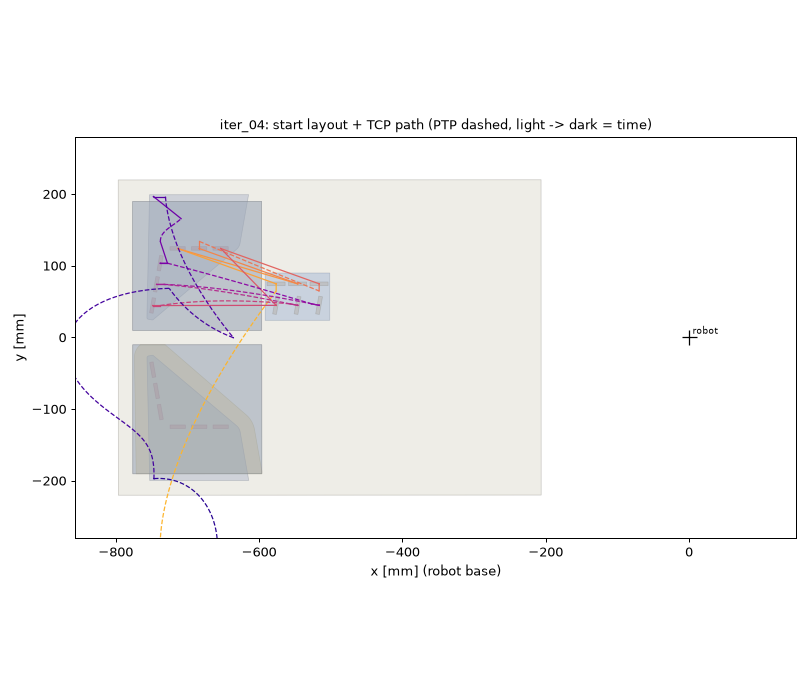 iter_04: start layout + TCP path (PTP dashed, light -> dark = time)
200
100
0
−100
−200
y [mm]
robot
−800
−600
−400
−200
0
x [mm] (robot base)